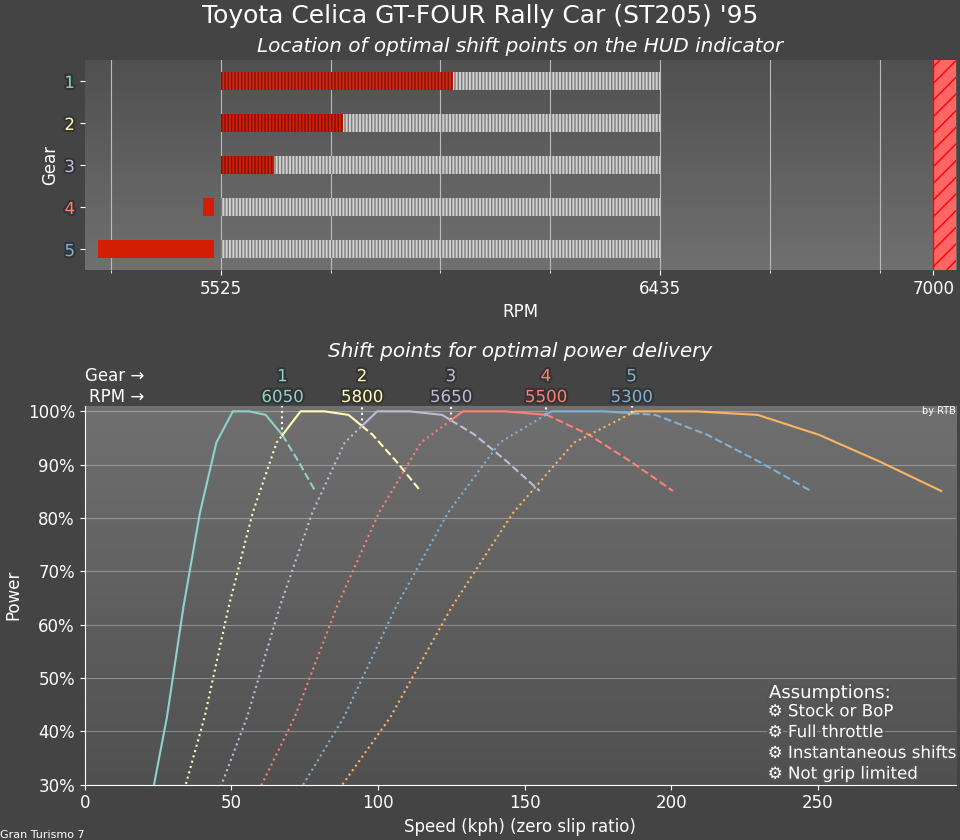 Toyota Celica GT-FOUR Rally Car (ST205) '95
Location of optimal shift points on the HUD indicator
Gear
1
2
3
4
5
5525 6435 7000
RPM
Shift points for optimal power delivery
Gear → 1 2 3 4 5
RPM → 6050 5800 5650 5500 5300
by RTB
Power
100%
90%
80%
70%
60%
50%
40%
30%
Assumptions:
⚙ Stock or BoP
⚙ Full throttle
⚙ Instantaneous shifts
⚙ Not grip limited
0 50 100 150 200 250
Speed (kph) (zero slip ratio)
Gran Turismo 7